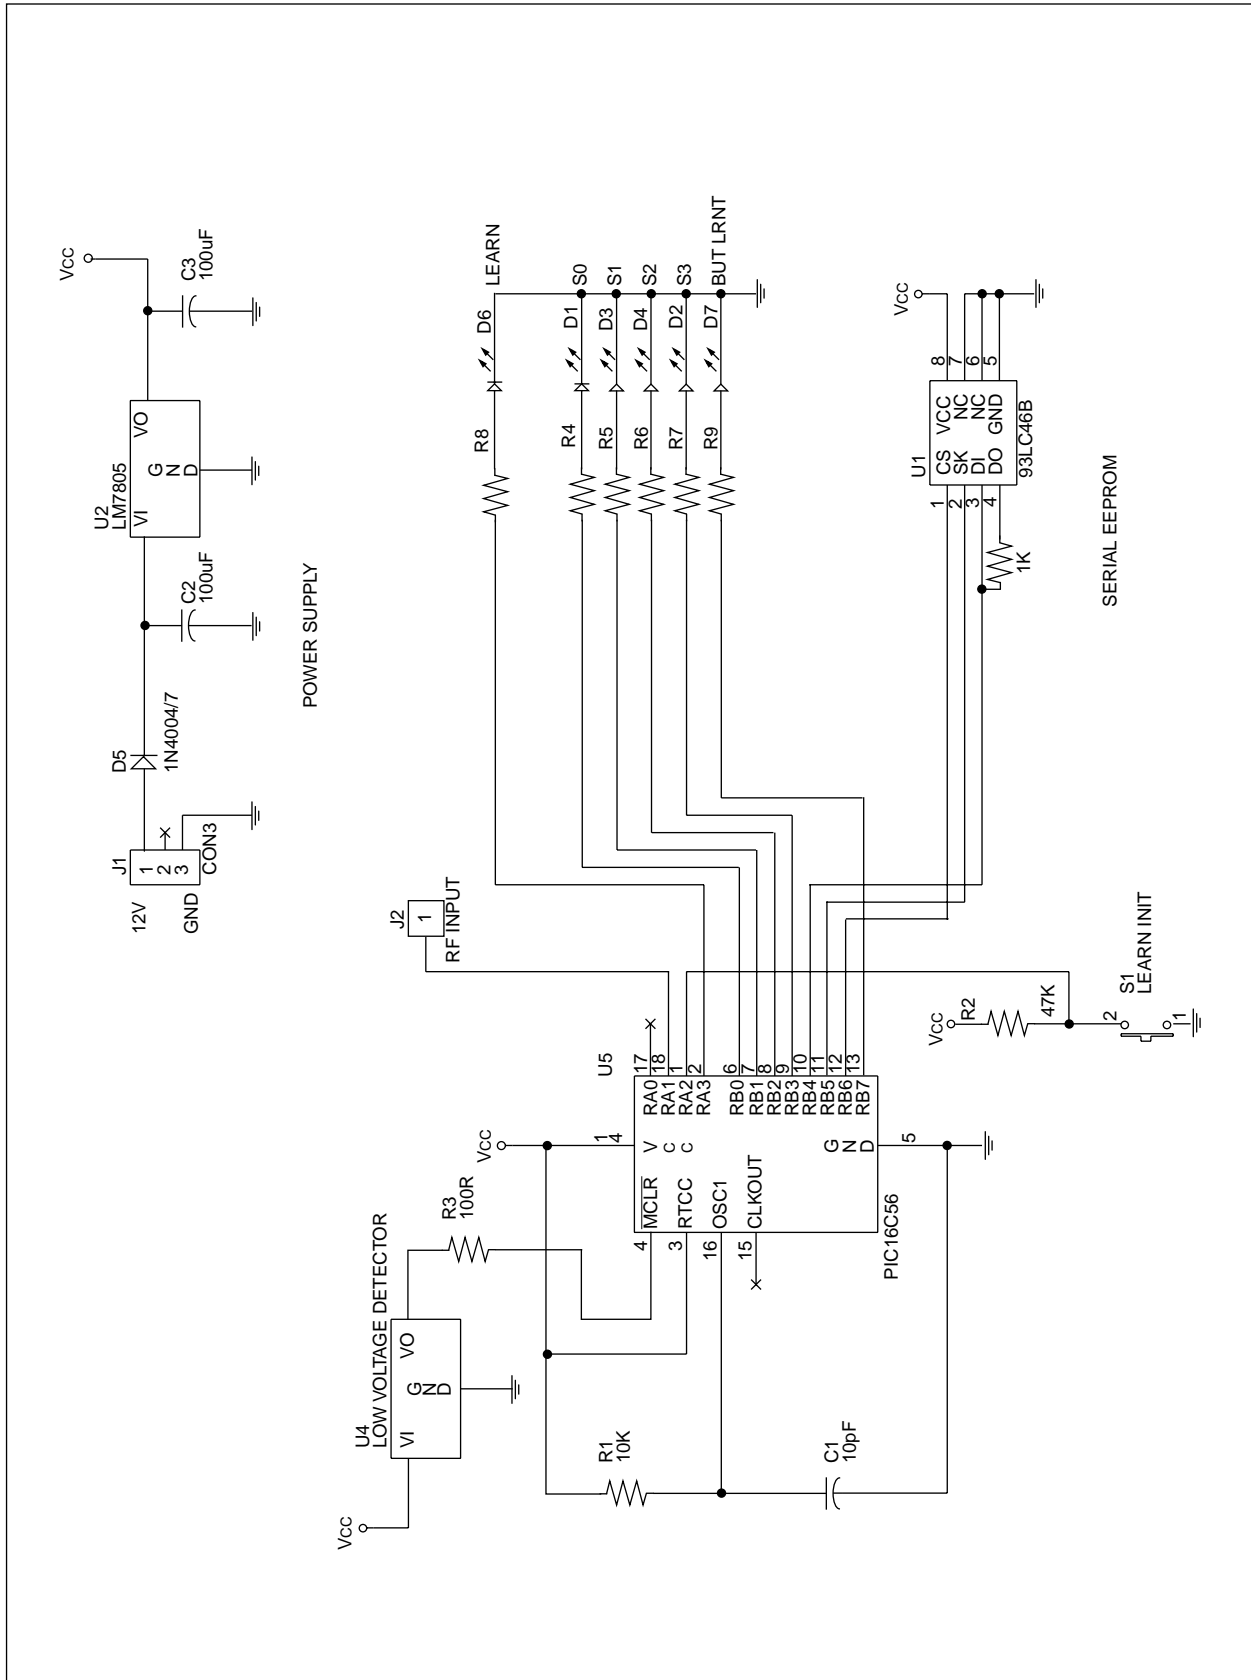 J1
12V
1
2
3
GND
CON3
D5
1N4004/7
C2
100uF
U2
LM7805
VI
VO
G
N
D
C3
100uF
VCC
POWER SUPPLY
VCC
U4
LOW VOLTAGE DETECTOR
VI
VO
G
N
D
R3
100R
VCC
R1
10K
C1
10pF
U5
4
MCLR
3
RTCC
16
OSC1
15
CLKOUT
1
4
V
C
C
G
N
D
5
RA0
17
RA1
18
RA2
1
RA3
2
RB0
6
RB1
7
RB2
8
RB3
9
RB4
10
RB5
11
RB6
12
RB7
13
PIC16C56
J2
1
RF INPUT
R8
D6
LEARN
R4
D1
S0
R5
D3
S1
R6
D4
S2
R7
D2
S3
R9
D7
BUT LRNT
VCC
R2
47K
2
1
S1
LEARN INIT
U1
1
CS
VCC
8
2
SK
NC
7
3
DI
NC
6
4
DO
GND
5
93LC46B
1K
VCC
SERIAL EEPROM